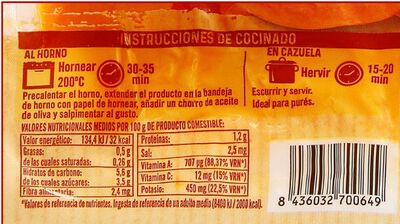 INSTRUCCIONES DE COCINADO
AL HORNO
Hornear
200ºC
30-35
min
Precalentar el horno, extender el producto en la bandeja
de horno con papel de hornear, añadir un chorro de aceite
de oliva y salpimentar al gusto.
EN CAZUELA
Hervir
15-20
min
Escurrir y servir.
Ideal para purés.
VALORES NUTRICIONALES MEDIOS POR 100 g DE PRODUCTO COMESTIBLE:
Valor energético: 134,4 kJ / 32 kcal
Grasas: 0,5 g
de las cuales saturadas: 0,26 g
Hidratos de carbono: 5,6 g
de los cuales azúcares: 3,5 g
Fibra alimentaria: 2,4 mg
Proteínas: 1,2 g
Sal: 2,5 mg
Vitamina A: 707 µg (88,37% VRN*)
Vitamina C: 12 mg (15% VRN*)
Potasio: 450 mg (22,5% VRN*)
*Valores de referencia de nutrientes. Ingesta de referencia de un adulto medio (8400 kJ / 2000 kcal).
8 436032 700649